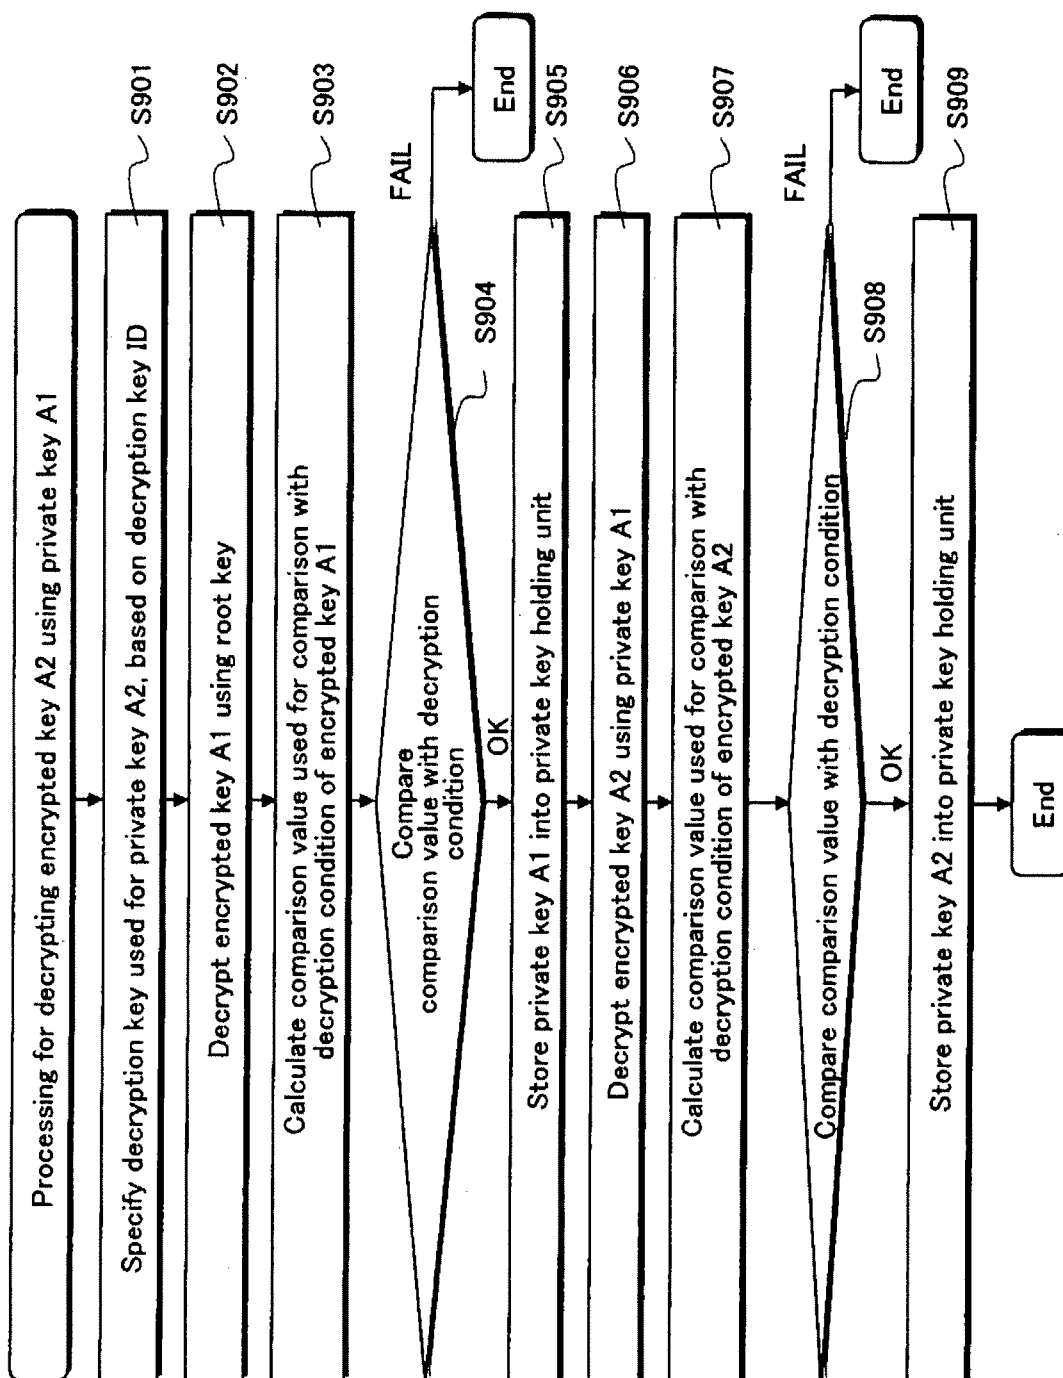 Processing for decrypting encrypted key A2 using private key A1
Specify decryption key used for private key A2, based on decryption key ID
S901
Decrypt encrypted key A1 using root key
S902
Calculate comparison value used for comparison with
decryption condition of encrypted key A1
S903
Compare
comparison value with decryption
condition
S904
FAIL
End
OK
Store private key A1 into private key holding unit
S905
Decrypt encrypted key A2 using private key A1
S906
Calculate comparison value used for comparison with
decryption condition of encrypted key A2
S907
Compare comparison value with decryption condition
S908
FAIL
End
OK
Store private key A2 into private key holding unit
S909
End